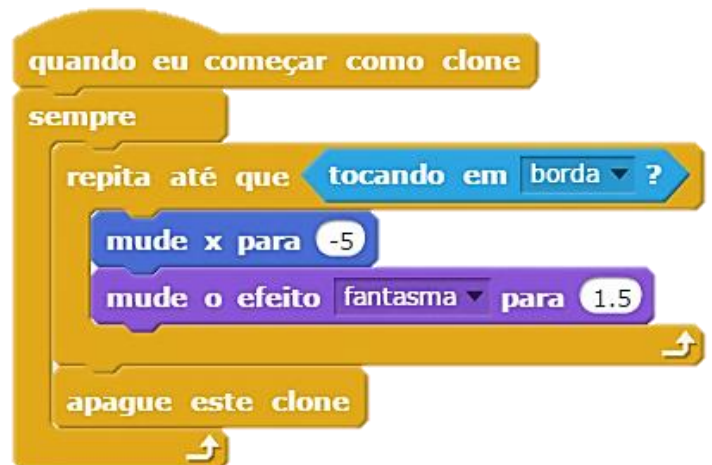 quando eu começar como clone
sempre
repita até que tocando em borda ?
mude x para -5
mude o efeito fantasma para 1.5
apague este clone